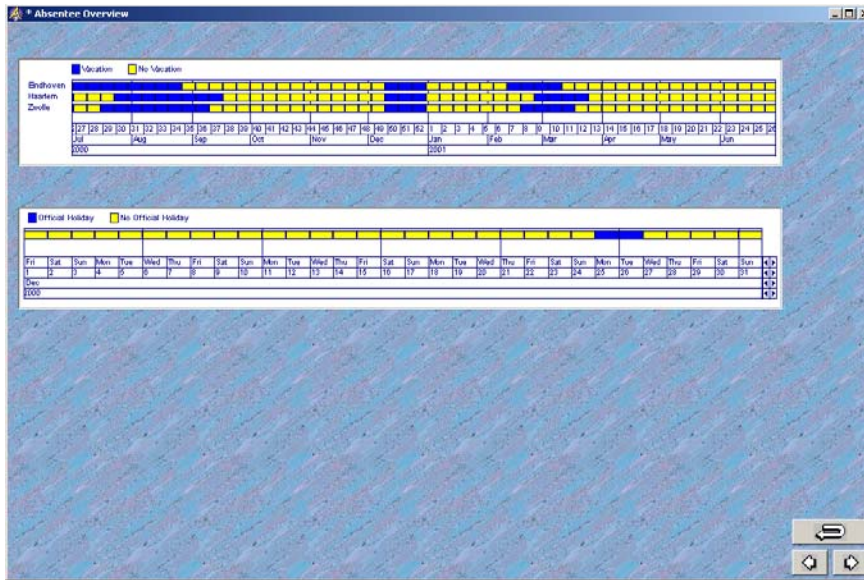 * Absentee Overview
Vacation No Vacation
Eindhoven
Haarlem
Zwolle
27 28 29 30 31 32 33 34 35 36 37 38 39 40 41 42 43 44 45 46 47 48 49 50 51 52 1 2 3 4 5 6 7 8 9 10 11 12 13 14 15 16 17 18 19 20 21 22 23 24 25 26
Jul Aug Sep Oct Nov Dec Jan Feb Mar Apr May Jun
2000 2001
Official Holiday No Official Holiday
Fri Sat Sun Mon Tue Wed Thu Fri Sat Sun Mon Tue Wed Thu Fri Sat Sun Mon Tue Wed Thu Fri Sat Sun Mon Tue Wed Thu Fri Sat Sun
1 2 3 4 5 6 7 8 9 10 11 12 13 14 15 16 17 18 19 20 21 22 23 24 25 26 27 28 29 30 31
Dec
2000